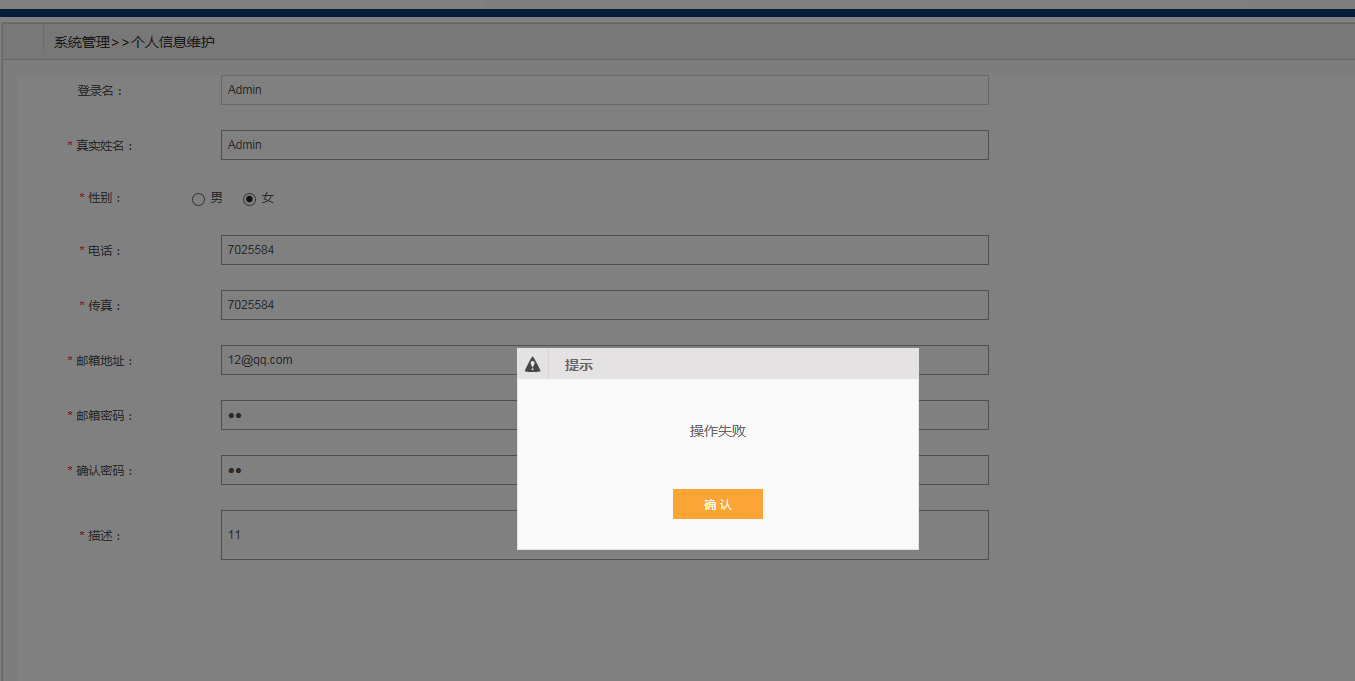 系统管理>>个人信息维护
登录名： Admin
* 真实姓名： Admin
* 性别： 男 女
* 电话： 7025584
* 传真： 7025584
* 邮箱地址： 12@qq.com
提示
* 邮箱密码： ●●
操作失败
* 确认密码： ●●
确 认
* 描述： 11